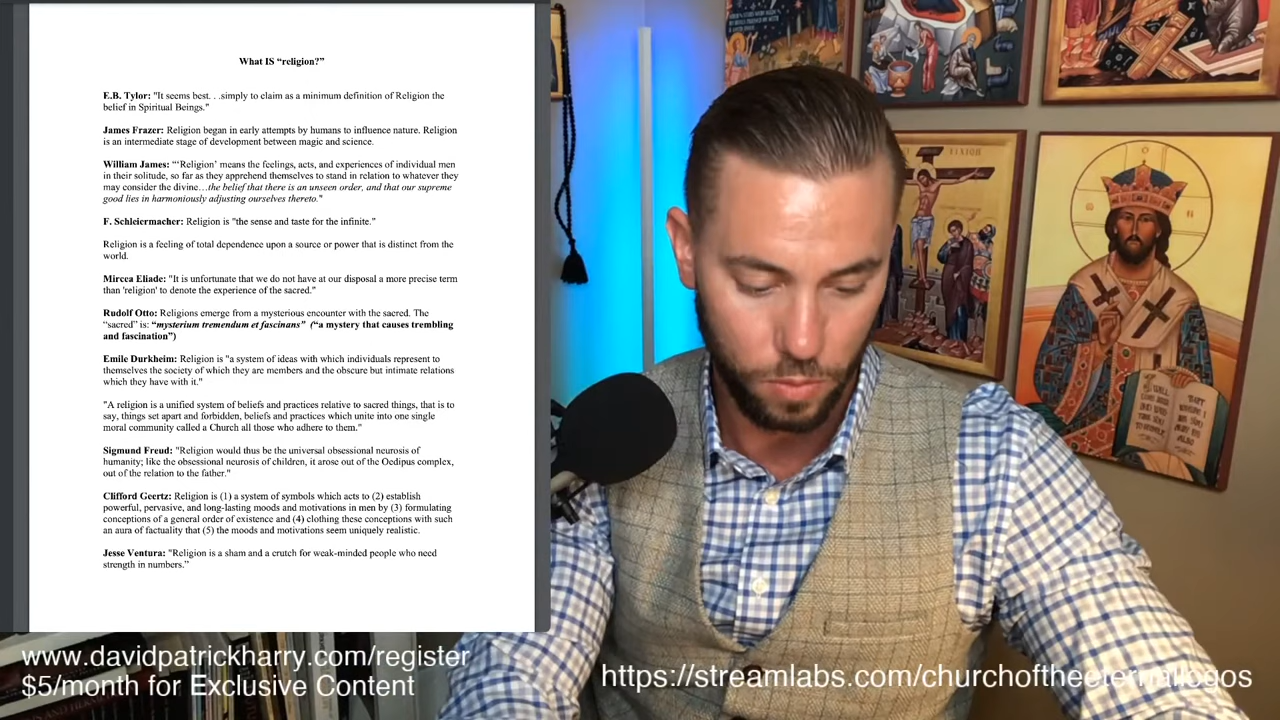 What IS “religion?”
E.B. Tylor: "It seems best. . .simply to claim as a minimum definition of Religion the
belief in Spiritual Beings."
James Frazer: Religion began in early attempts by humans to influence nature. Religion
is an intermediate stage of development between magic and science.
William James: “‘Religion’ means the feelings, acts, and experiences of individual men
in their solitude, so far as they apprehend themselves to stand in relation to whatever they
may consider the divine…the belief that there is an unseen order, and that our supreme
good lies in harmoniously adjusting ourselves thereto."
F. Schleiermacher: Religion is "the sense and taste for the infinite."
Religion is a feeling of total dependence upon a source or power that is distinct from the
world.
Mircea Eliade: "It is unfortunate that we do not have at our disposal a more precise term
than 'religion' to denote the experience of the sacred."
Rudolf Otto: Religions emerge from a mysterious encounter with the sacred. The
“sacred” is: “mysterium tremendum et fascinans” (“a mystery that causes trembling
and fascination”)
Emile Durkheim: Religion is "a system of ideas with which individuals represent to
themselves the society of which they are members and the obscure but intimate relations
which they have with it."
"A religion is a unified system of beliefs and practices relative to sacred things, that is to
say, things set apart and forbidden, beliefs and practices which unite into one single
moral community called a Church all those who adhere to them."
Sigmund Freud: "Religion would thus be the universal obsessional neurosis of
humanity; like the obsessional neurosis of children, it arose out of the Oedipus complex,
out of the relation to the father."
Clifford Geertz: Religion is (1) a system of symbols which acts to (2) establish
powerful, pervasive, and long-lasting moods and motivations in men by (3) formulating
conceptions of a general order of existence and (4) clothing these conceptions with such
an aura of factuality that (5) the moods and motivations seem uniquely realistic.
Jesse Ventura: "Religion is a sham and a crutch for weak-minded people who need
strength in numbers.”
www.davidpatrickharry.com/register
$5/month for Exclusive Content
https://streamlabs.com/churchoftheeternallogos